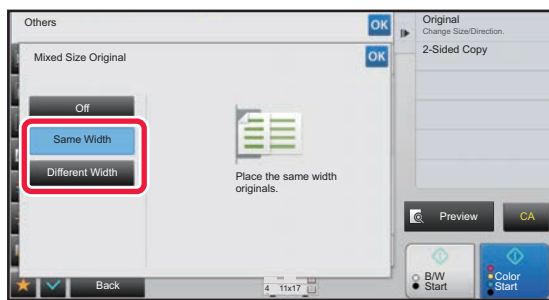 Others
OK
Original
Change Size/Direction.
2-Sided Copy
Mixed Size Original
OK
Off
Same Width
Different Width
Place the same width
originals.
Preview
CA
Back
4 11x17
B/W
Start
Color
Start